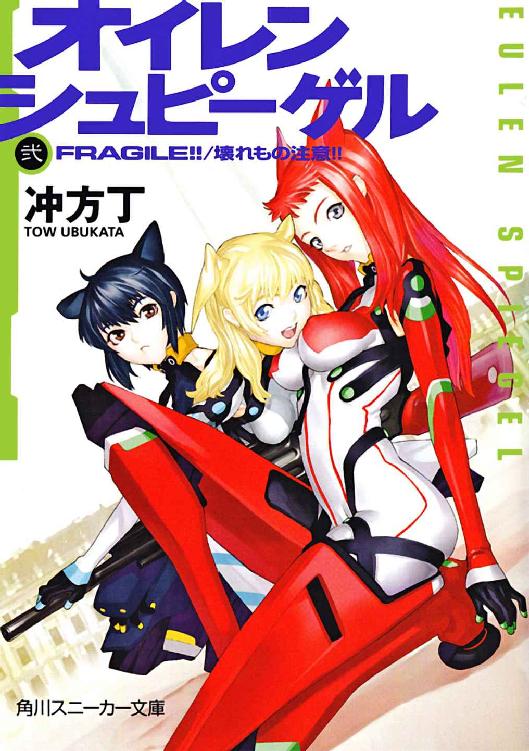 オイレン
シュピーゲル
弐 FRAGILE!!/壊れもの注意!!
冲方丁
TOW UBUKATA
EULEN SPIEGEL
角川スニーカー文庫